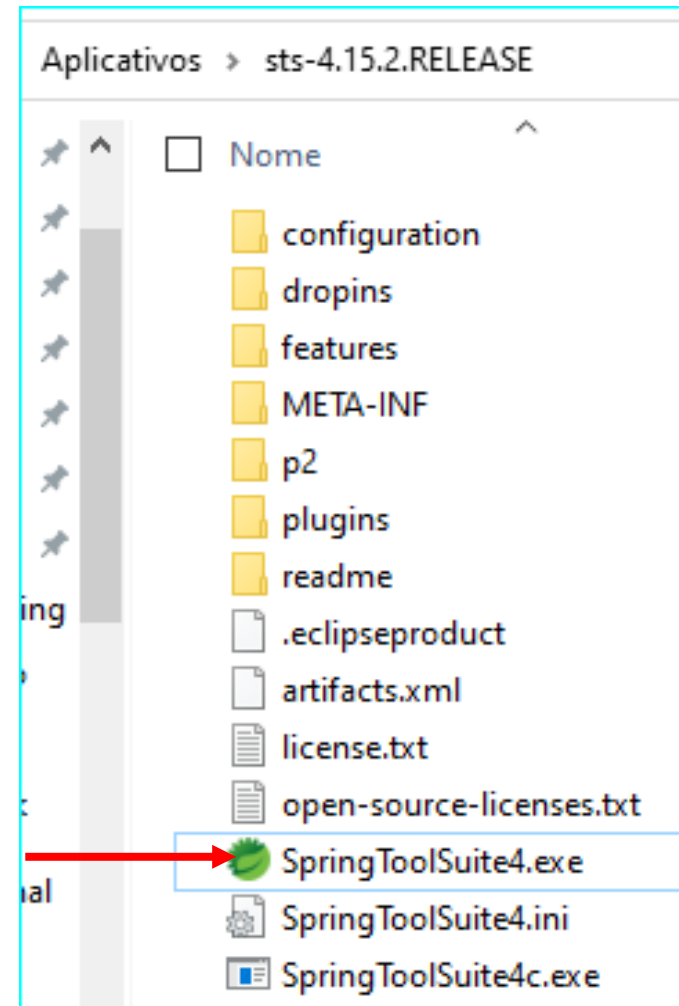 Aplicativos > sts-4.15.2.RELEASE
Nome
configuration
dropins
features
META-INF
p2
plugins
readme
ing
.eclipseproduct
artifacts.xml
license.txt
open-source-licenses.txt
SpringToolSuite4.exe
nal
SpringToolSuite4.ini
SpringToolSuite4c.exe